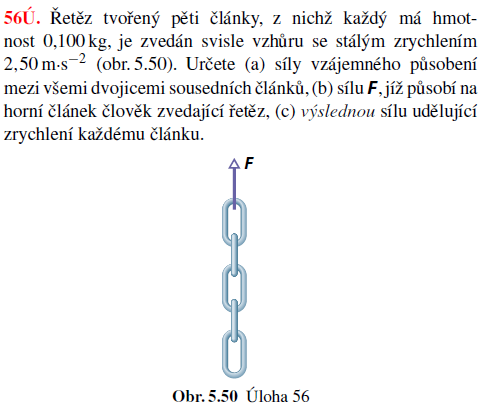 56Ú. Řetěz tvořený pěti články, z nichž každý má hmot-
nost 0,100 kg, je zvedán svisle vzhůru se stálým zrychlením
2,50 m·s⁻² (obr. 5.50). Určete (a) síly vzájemného působení
mezi všemi dvojicemi sousedních článků, (b) sílu F, jíž působí na
horní článek člověk zvedající řetěz, (c) výslednou sílu udělující
zrychlení každému článku.
F
Obr. 5.50 Úloha 56